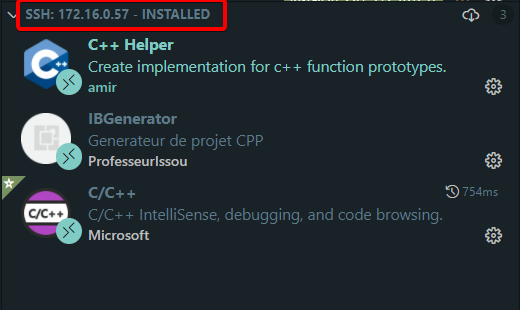 SSH: 172.16.0.57 - INSTALLED
3
C++ Helper
Create implementation for c++ function prototypes.
amir
IBGenerator
Generateur de projet CPP
ProfesseurIssou
C/C++
754ms
C/C++ IntelliSense, debugging, and code browsing.
C/C++
Microsoft